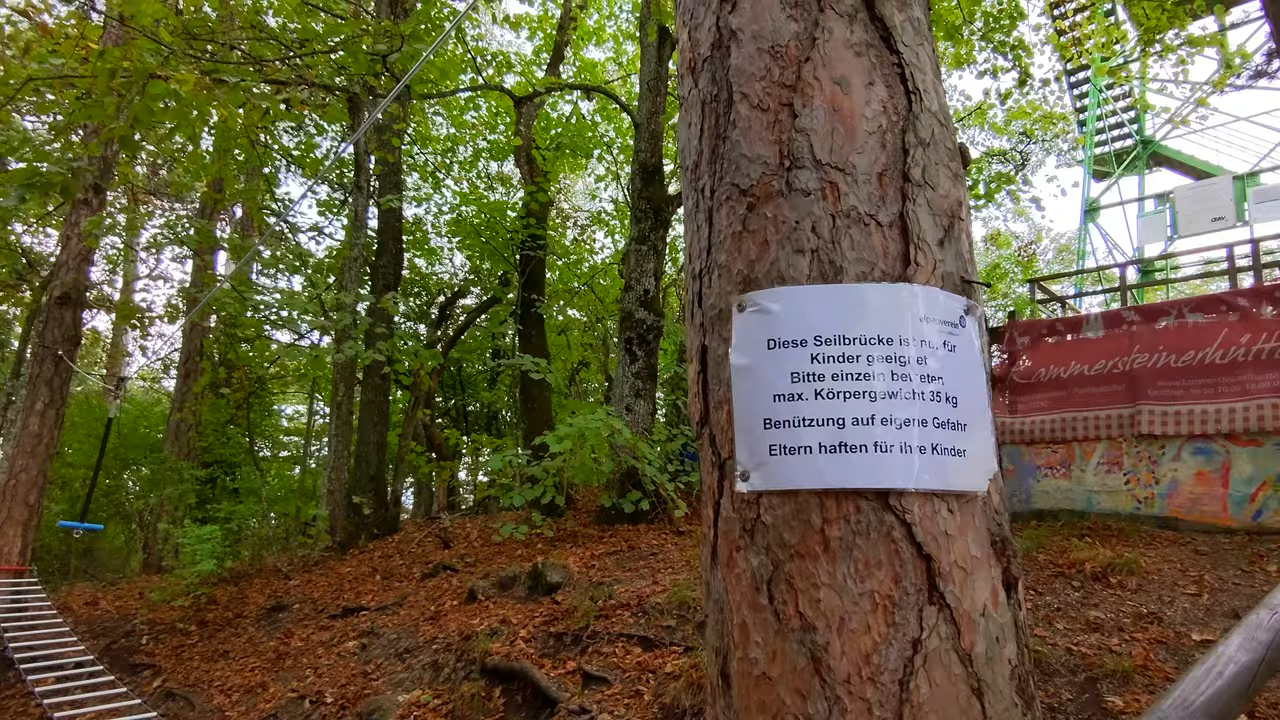 alpenverein
Diese Seilbrücke ist nur für
Kinder geeignet
Bitte einzeln betreten
max. Körpergewicht 35 kg
Benützung auf eigene Gefahr
Eltern haften für ihre Kinder
Kammersteinerhütte